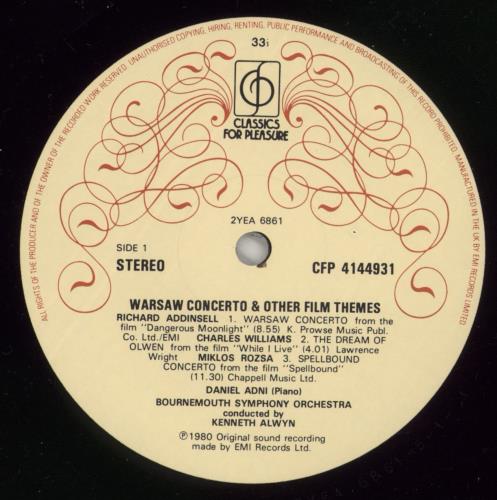 ALL RIGHTS OF THE PRODUCER AND OF THE OWNER OF THE RECORDED WORK RESERVED. UNAUTHORISED COPYING, HIRING, RENTING, PUBLIC PERFORMANCE AND BROADCASTING OF THIS RECORD PROHIBITED. MANUFACTURED IN THE UK BY EMI RECORDS LIMITED
33i
CLASSICS
FOR PLEASURE
2YEA 6861
SIDE 1
STEREO
CFP 4144931
WARSAW CONCERTO & OTHER FILM THEMES
RICHARD ADDINSELL 1. WARSAW CONCERTO from the
film "Dangerous Moonlight" (8.55) K. Prowse Music Publ.
Co. Ltd./EMI CHARLES WILLIAMS 2. THE DREAM OF
OLWEN from the film "While I Live" (4.01) Lawrence
Wright MIKLOS ROZSA 3. SPELLBOUND
CONCERTO from the film "Spellbound"
(11.30) Chappell Music Ltd.
DANIEL ADNI (Piano)
BOURNEMOUTH SYMPHONY ORCHESTRA
conducted by
KENNETH ALWYN
℗1980 Original sound recording
made by EMI Records Ltd.